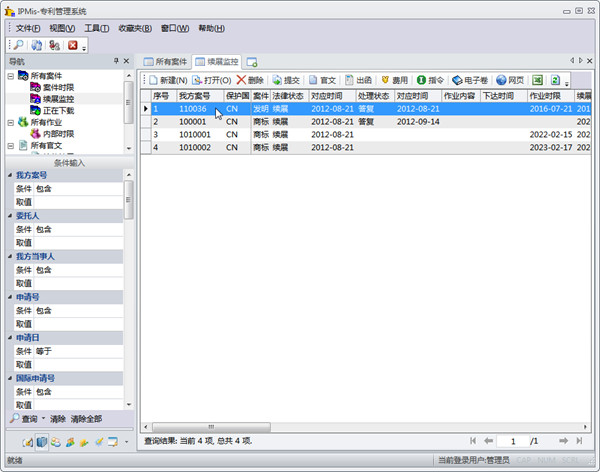 IPMis-专利管理系统
文件(F) 视图(V) 工具(T) 收藏夹(B) 窗口(W) 帮助(H)
导航
所有案件
案件时限
续展监控
正在下载
所有作业
内部时限
所有官文
条件输入
我方案号
条件 包含
取值
委托人
条件 包含
取值
我方当事人
条件 包含
取值
申请号
条件 包含
取值
申请日
条件 等于
取值
国际申请号
条件 包含
取值
查询 清除 清除全部
所有案件 续展监控
新建(N) 打开(O) 删除 提交 官文 出函 费用 指令 电子卷 网页
序号 我方案号 保护国 案件 法律状态 对应时间 处理状态 对应时间 作业内容 下达时间 作业时限 续展
1 110036 CN 发明 续展 2012-08-21 答复 2012-08-21 2016-07-21 201
2 100001 CN 商标 续展 2012-08-21 答复 2012-09-14 202
3 1010001 CN 商标 续展 2012-08-21 2022-02-15 202
4 1010002 CN 商标 续展 2012-08-21 2023-02-17 202
查询结果: 当前 4 项, 总共 4 项.
1 /1
就绪
当前登录用户:管理员 CAP NUM SCRL